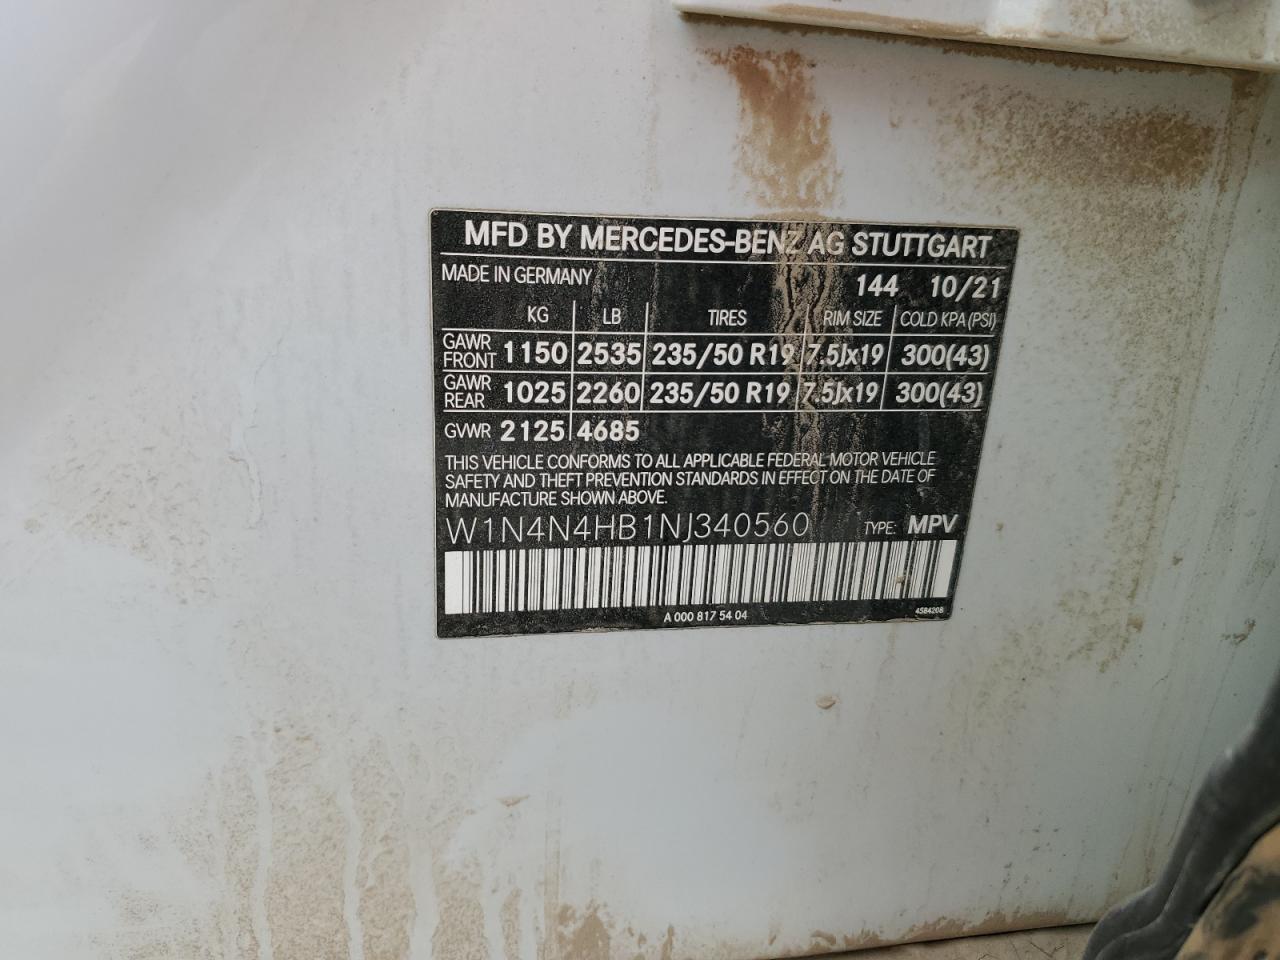 MFD BY MERCEDES-BENZ AG STUTTGART
MADE IN GERMANY 144 10/21
KG LB TIRES RIM SIZE COLD KPA (PSI)
GAWR FRONT 1150 2535 235/50 R19 7.5Jx19 300(43)
GAWR REAR 1025 2260 235/50 R19 7.5Jx19 300(43)
GVWR 2125 4685
THIS VEHICLE CONFORMS TO ALL APPLICABLE FEDERAL MOTOR VEHICLE
SAFETY AND THEFT PREVENTION STANDARDS IN EFFECT ON THE DATE OF
MANUFACTURE SHOWN ABOVE.
W1N4N4HB1NJ340560 TYPE: MPV
A 000 817 54 04 4584208